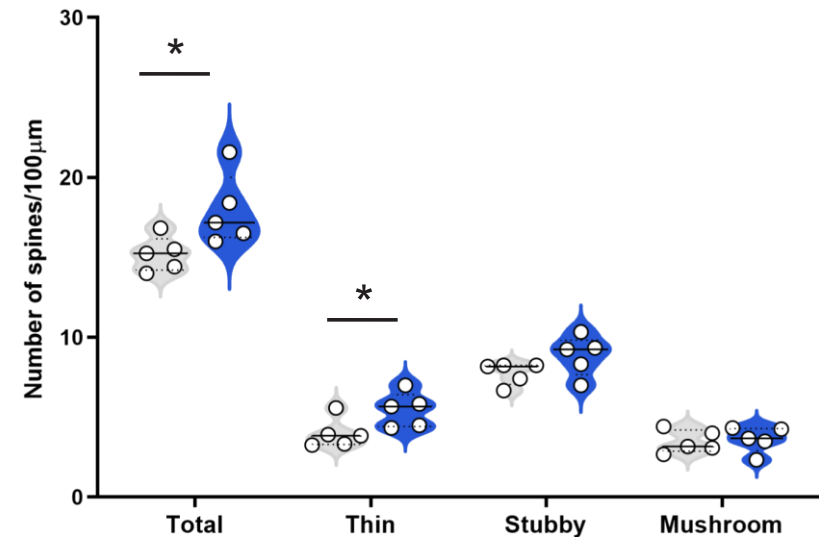 Number of spines/100μm
30
20
10
0
*
*
Total
Thin
Stubby
Mushroom